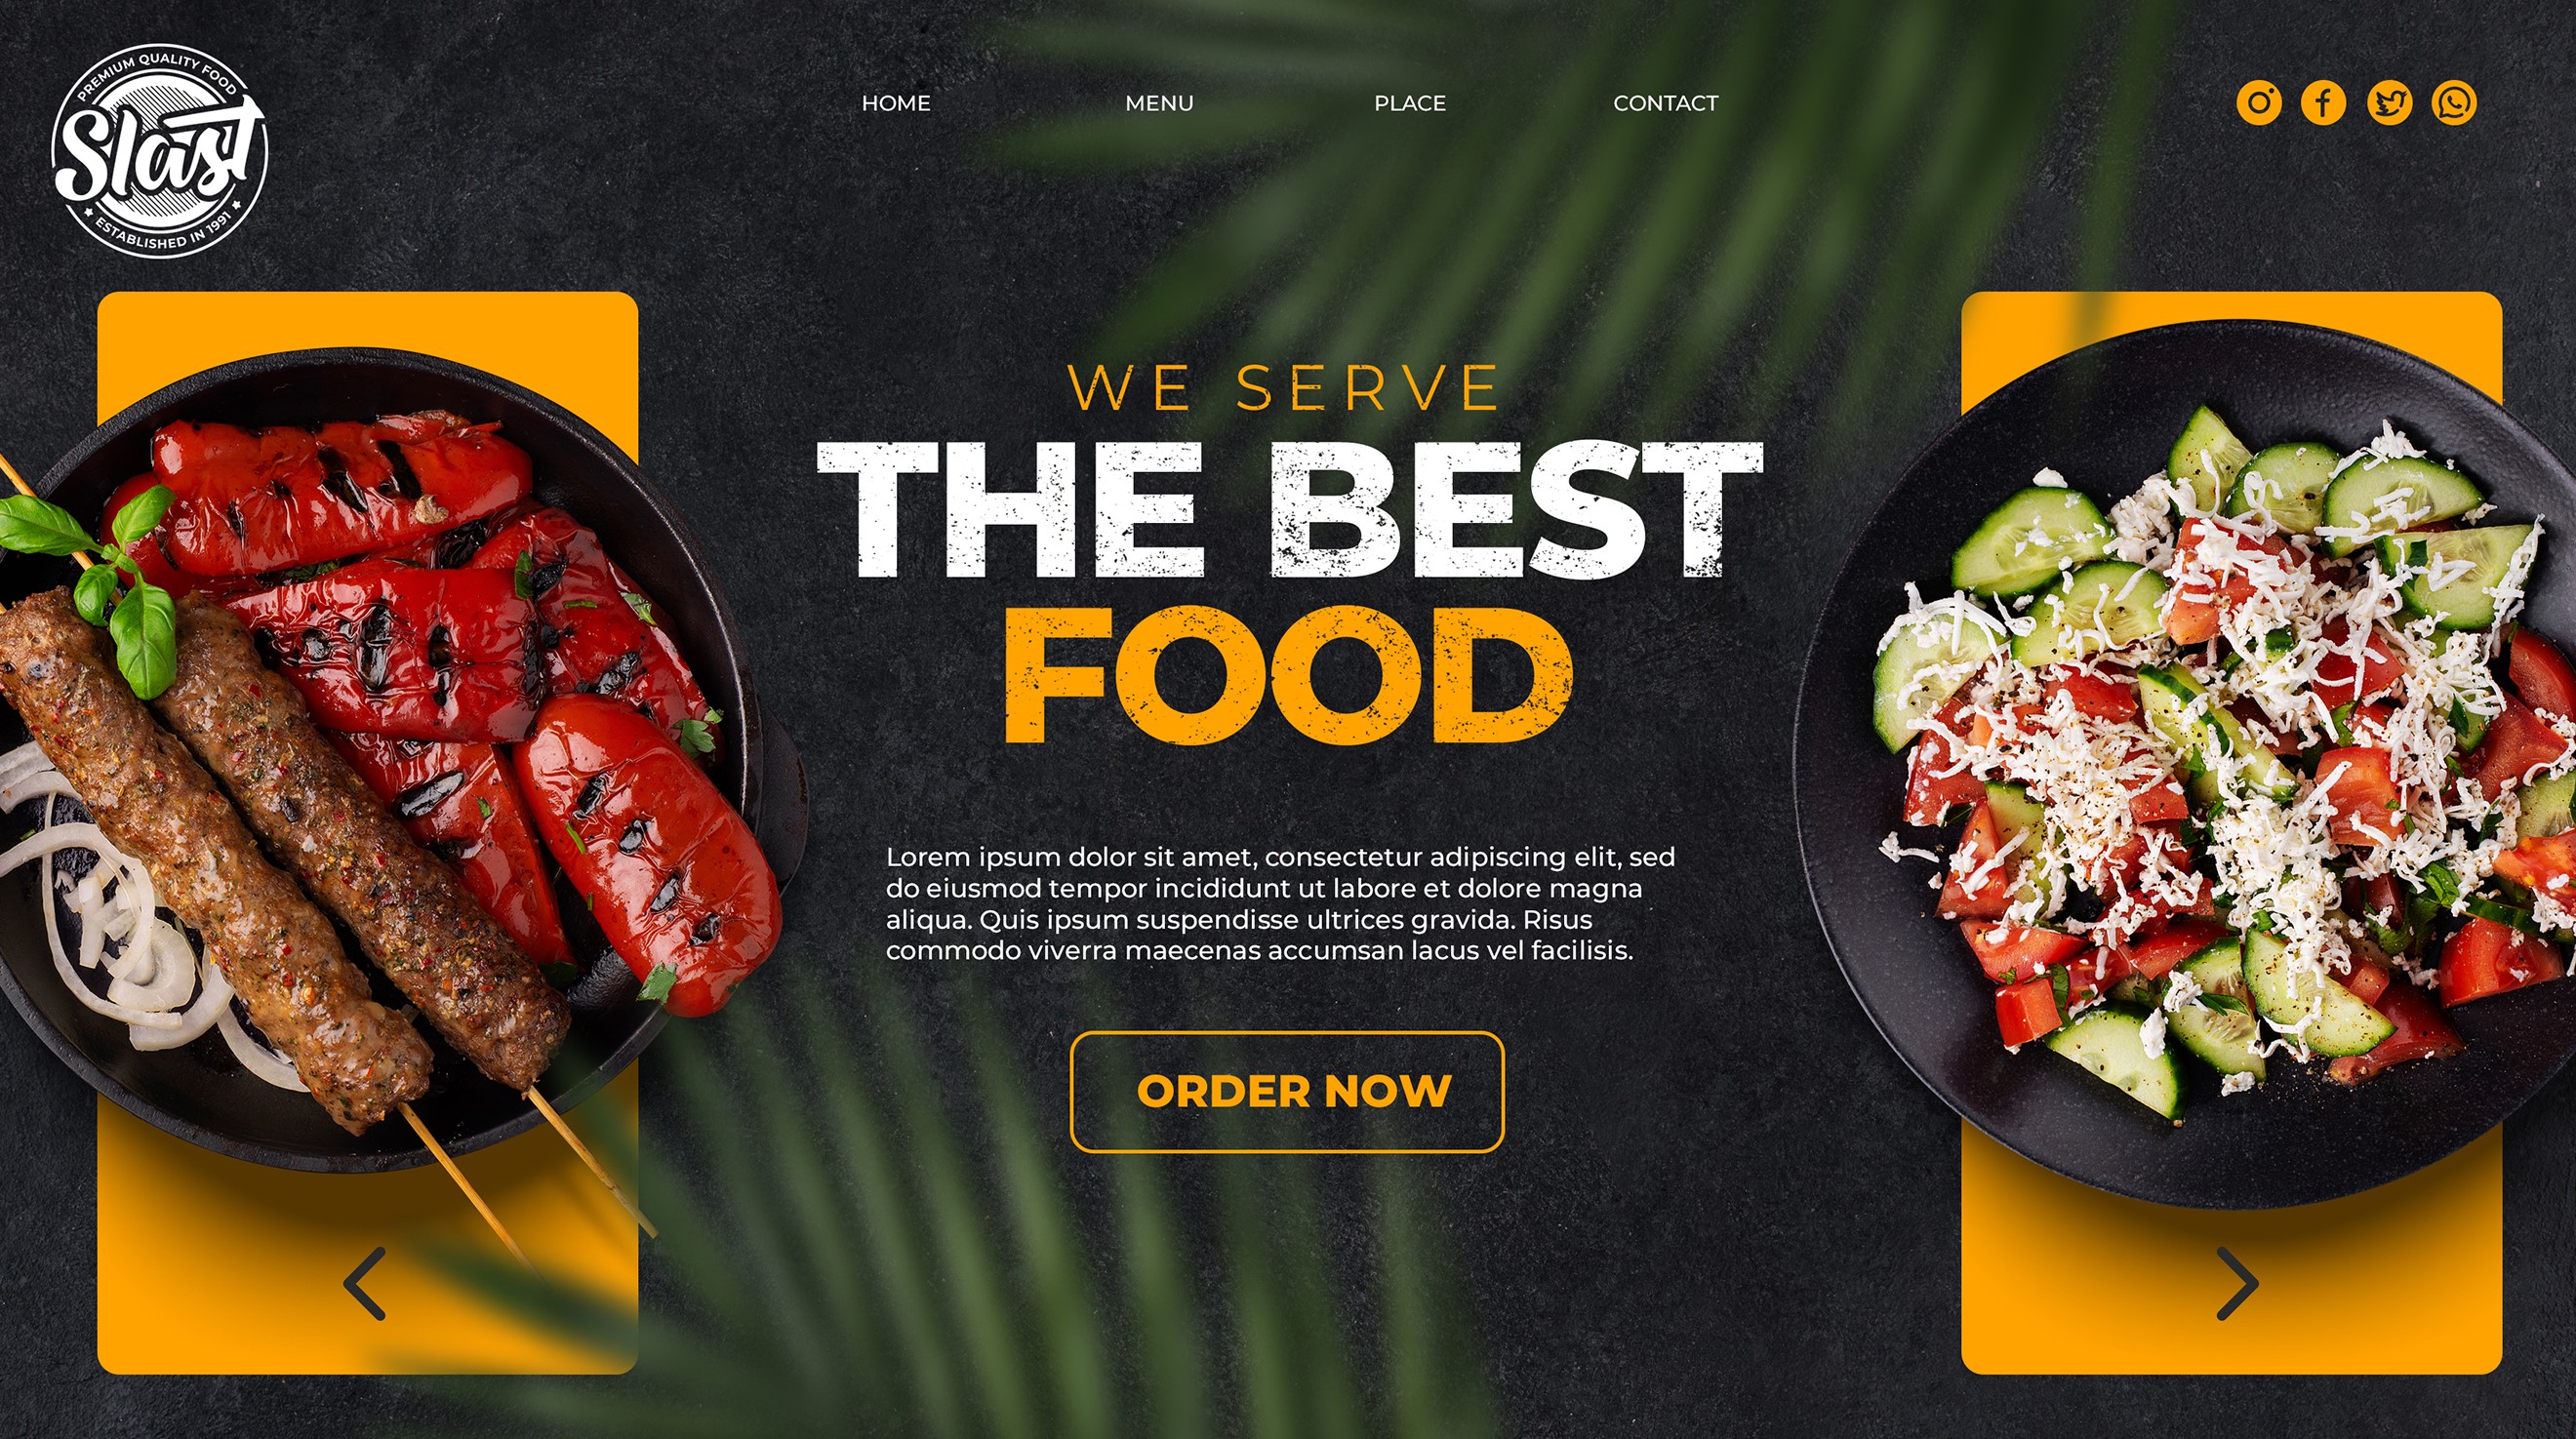 PREMIUM QUALITY FOOD
Slast
ESTABLISHED IN 1991
HOME MENU PLACE CONTACT
WE SERVE
THE BEST
FOOD
Lorem ipsum dolor sit amet, consectetur adipiscing elit, sed
do eiusmod tempor incididunt ut labore et dolore magna
aliqua. Quis ipsum suspendisse ultrices gravida. Risus
commodo viverra maecenas accumsan lacus vel facilisis.
ORDER NOW